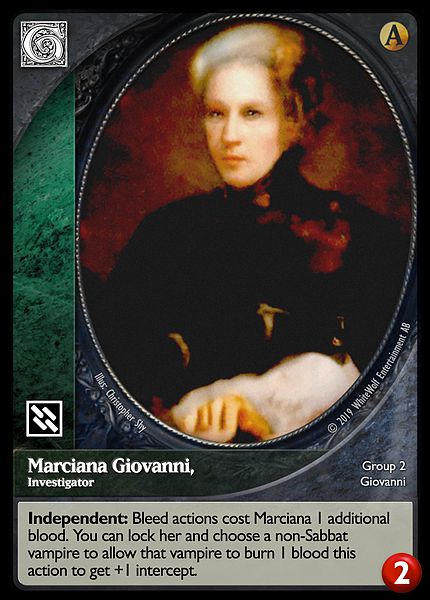 G
A
Illus: Christopher Shy
© 2019 WhiteWolf Entertainment AB
Marciana Giovanni,
Investigator
Group 2
Giovanni
Independent: Bleed actions cost Marciana 1 additional
blood. You can lock her and choose a non-Sabbat
vampire to allow that vampire to burn 1 blood this
action to get +1 intercept.
2